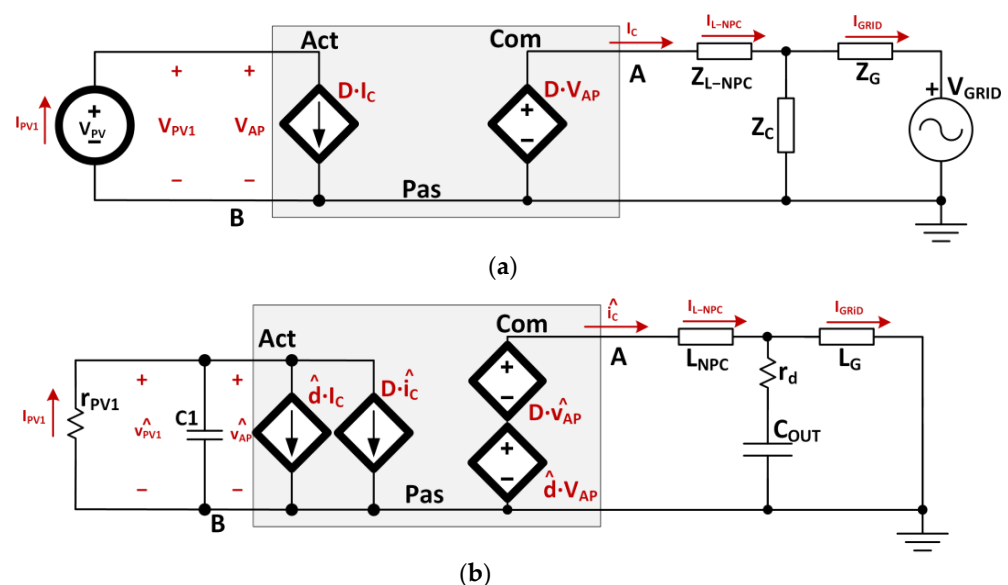 Act Com I_C I_L-NPC I_GRID
A Z_L-NPC Z_G
+ + D·I_C D·V_AP + V_GRID
I_PV1 + V_PV − V_PV1 V_AP + − Z_C
− − Pas
B
(a)
Act Com î_C I_L-NPC I_GRiD
A L_NPC L_G
r_PV1 + C1 + d̂·I_C D·î_C + − r_d
I_PV1 v̂_PV1 v̂_AP D·v̂_AP
+ − C_OUT
− − Pas d̂·V_AP
B
(b)